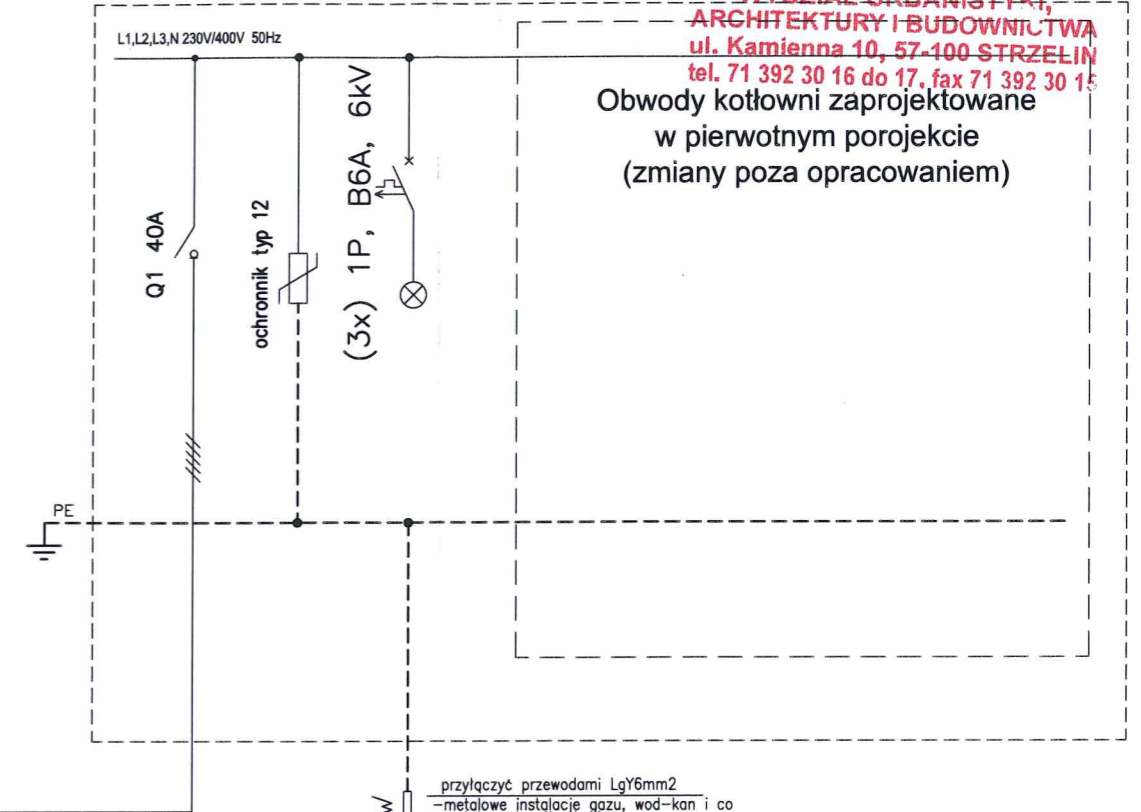 WYDZIAŁ URBANISTYKI,
ARCHITEKTURY I BUDOWNICTWA
ul. Kamienna 10, 57-100 STRZELIN
tel. 71 392 30 16 do 17, fax 71 392 30 15
L1,L2,L3,N 230V/400V 50Hz
Obwody kotłowni zaprojektowane
w pierwotnym porojekcie
(zmiany poza opracowaniem)
Q1 40A
ochronnik typ 12
(3x) 1P, B6A, 6kV
PE
przyłączyć przewodami LgY6mm2
-metalowe instalacje gazu, wod-kan i co